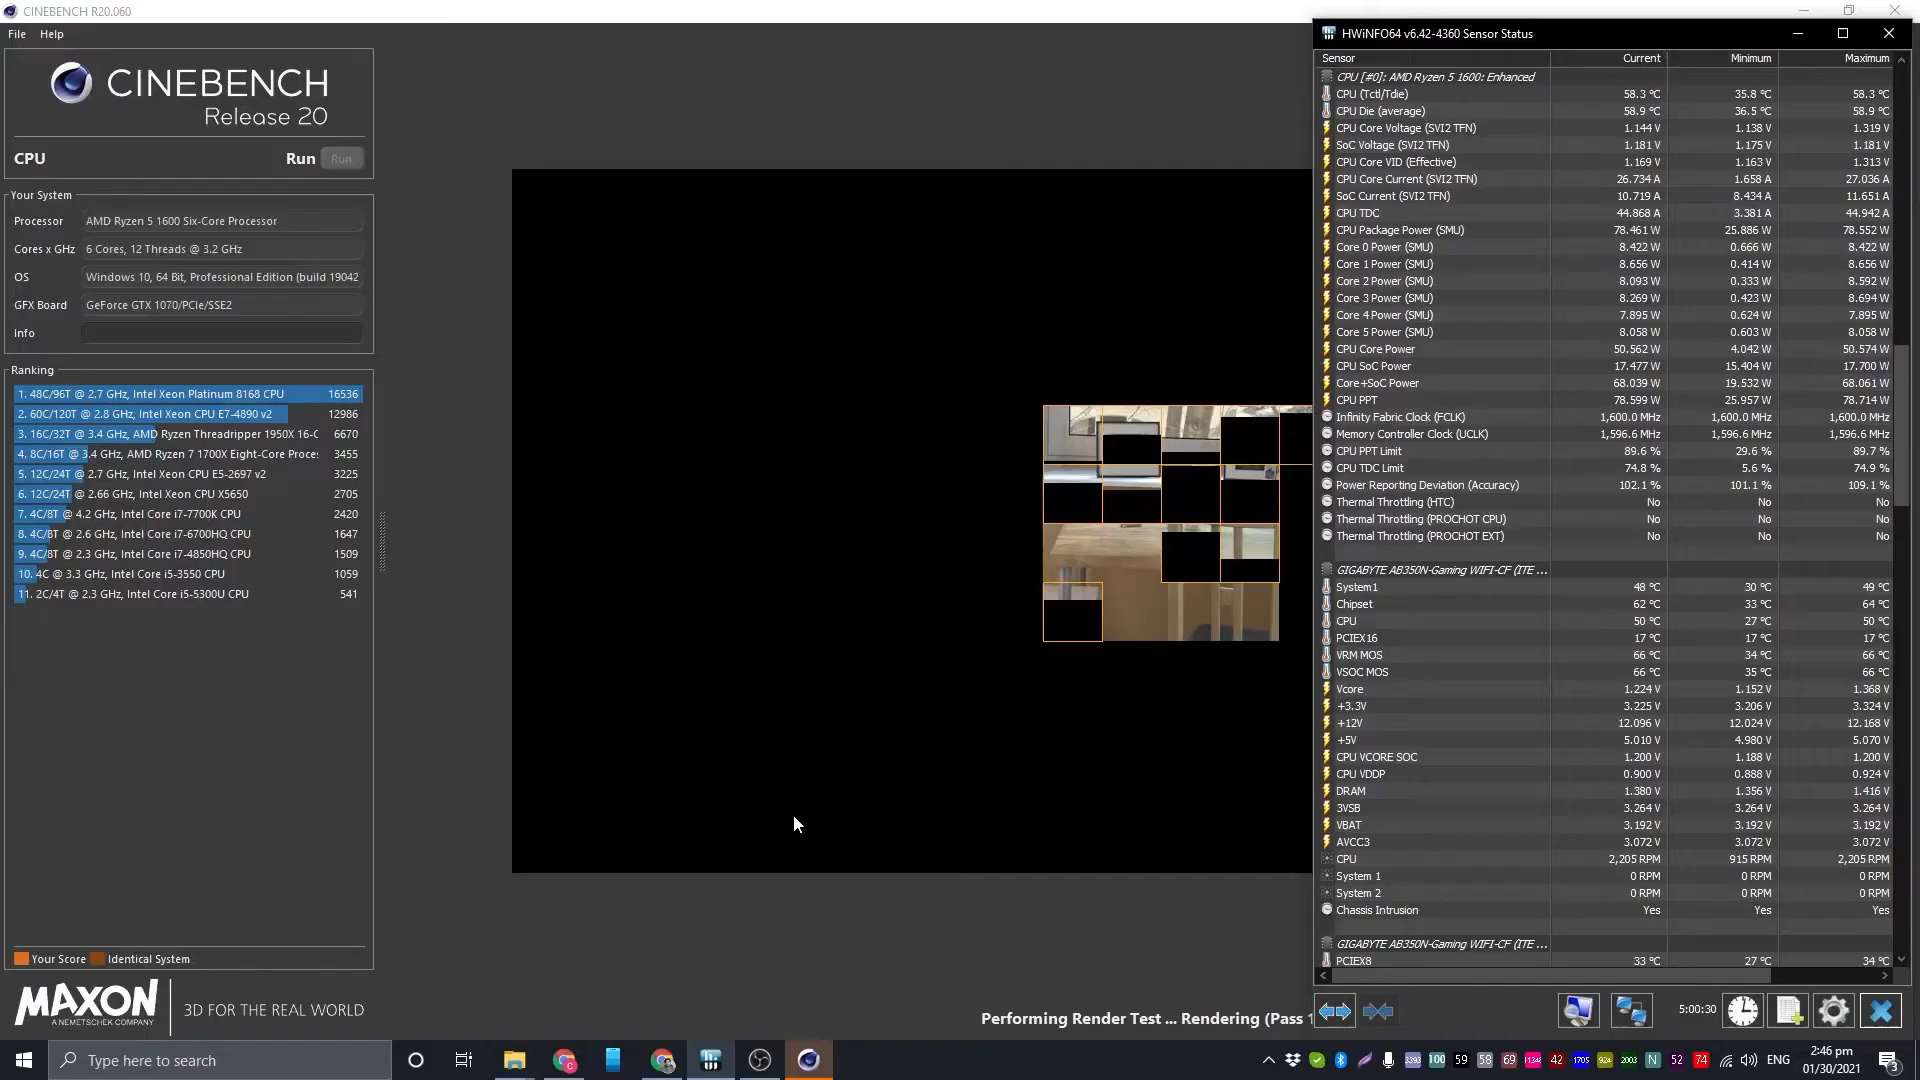 CINEBENCH R20.060
File Help
CINEBENCH
Release 20
CPU Run Run
Your System
Processor AMD Ryzen 5 1600 Six-Core Processor
Cores x GHz 6 Cores, 12 Threads @ 3.2 GHz
OS Windows 10, 64 Bit, Professional Edition (build 19042
GFX Board GeForce GTX 1070/PCIe/SSE2
Info
Ranking
1. 48C/96T @ 2.7 GHz, Intel Xeon Platinum 8168 CPU 16536
2. 60C/120T @ 2.8 GHz, Intel Xeon CPU E7-4890 v2 12986
3. 16C/32T @ 3.4 GHz, AMD Ryzen Threadripper 1950X 16-C 6670
4. 8C/16T @ 3.4 GHz, AMD Ryzen 7 1700X Eight-Core Proce: 3455
5. 12C/24T @ 2.7 GHz, Intel Xeon CPU E5-2697 v2 3225
6. 12C/24T @ 2.66 GHz, Intel Xeon CPU X5650 2705
7. 4C/8T @ 4.2 GHz, Intel Core i7-7700K CPU 2420
8. 4C/8T @ 2.6 GHz, Intel Core i7-6700HQ CPU 1647
9. 4C/8T @ 2.3 GHz, Intel Core i7-4850HQ CPU 1509
10. 4C @ 3.3 GHz, Intel Core i5-3550 CPU 1059
11. 2C/4T @ 2.3 GHz, Intel Core i5-5300U CPU 541
Your Score Identical System
MAXON
A NEMETSCHEK COMPANY
3D FOR THE REAL WORLD
Performing Render Test ... Rendering (Pass 1
HWiNFO64 v6.42-4360 Sensor Status
Sensor Current Minimum Maximum
CPU [#0]: AMD Ryzen 5 1600: Enhanced
CPU (Tctl/Tdie) 58.3 °C 35.8 °C 58.3 °C
CPU Die (average) 58.9 °C 36.5 °C 58.9 °C
CPU Core Voltage (SVI2 TFN) 1.144 V 1.138 V 1.319 V
SoC Voltage (SVI2 TFN) 1.181 V 1.175 V 1.181 V
CPU Core VID (Effective) 1.169 V 1.163 V 1.313 V
CPU Core Current (SVI2 TFN) 26.734 A 1.658 A 27.036 A
SoC Current (SVI2 TFN) 10.719 A 8.434 A 11.651 A
CPU TDC 44.868 A 3.381 A 44.942 A
CPU Package Power (SMU) 78.461 W 25.886 W 78.552 W
Core 0 Power (SMU) 8.422 W 0.666 W 8.422 W
Core 1 Power (SMU) 8.656 W 0.414 W 8.656 W
Core 2 Power (SMU) 8.093 W 0.333 W 8.592 W
Core 3 Power (SMU) 8.269 W 0.423 W 8.694 W
Core 4 Power (SMU) 7.895 W 0.624 W 7.895 W
Core 5 Power (SMU) 8.058 W 0.603 W 8.058 W
CPU Core Power 50.562 W 4.042 W 50.574 W
CPU SoC Power 17.477 W 15.404 W 17.700 W
Core+SoC Power 68.039 W 19.532 W 68.061 W
CPU PPT 78.599 W 25.957 W 78.714 W
Infinity Fabric Clock (FCLK) 1,600.0 MHz 1,600.0 MHz 1,600.0 MHz
Memory Controller Clock (UCLK) 1,596.6 MHz 1,596.6 MHz 1,596.6 MHz
CPU PPT Limit 89.6 % 29.6 % 89.7 %
CPU TDC Limit 74.8 % 5.6 % 74.9 %
Power Reporting Deviation (Accuracy) 102.1 % 101.1 % 109.1 %
Thermal Throttling (HTC) No No No
Thermal Throttling (PROCHOT CPU) No No No
Thermal Throttling (PROCHOT EXT) No No No
GIGABYTE AB350N-Gaming WIFI-CF (ITE ...
System1 48 °C 30 °C 49 °C
Chipset 62 °C 33 °C 64 °C
CPU 50 °C 27 °C 50 °C
PCIEX16 17 °C 17 °C 17 °C
VRM MOS 66 °C 34 °C 66 °C
VSOC MOS 66 °C 35 °C 66 °C
Vcore 1.224 V 1.152 V 1.368 V
+3.3V 3.225 V 3.206 V 3.324 V
+12V 12.096 V 12.024 V 12.168 V
+5V 5.010 V 4.980 V 5.070 V
CPU VCORE SOC 1.200 V 1.188 V 1.200 V
CPU VDDP 0.900 V 0.888 V 0.924 V
DRAM 1.380 V 1.356 V 1.416 V
3VSB 3.264 V 3.264 V 3.264 V
VBAT 3.192 V 3.192 V 3.192 V
AVCC3 3.072 V 3.072 V 3.072 V
CPU 2,205 RPM 915 RPM 2,205 RPM
System 1 0 RPM 0 RPM 0 RPM
System 2 0 RPM 0 RPM 0 RPM
Chassis Intrusion Yes Yes Yes
GIGABYTE AB350N-Gaming WIFI-CF (ITE ...
PCIEX8 33 °C 27 °C 34 °C
5:00:30
Type here to search
3393 100 59 58 69 42 1705 924 2003 N 52 74 ENG
2:46 pm
01/30/2021
3